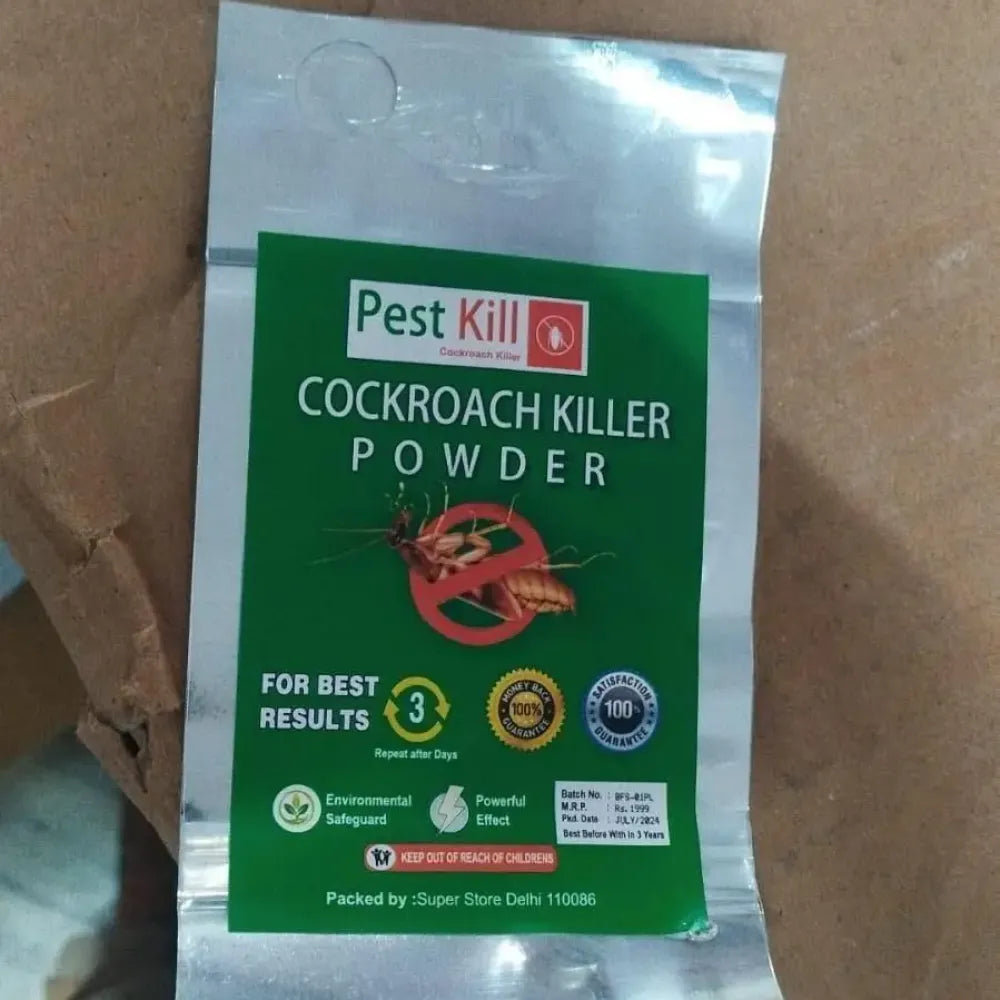 Pest Kill
Cockroach Killer
COCKROACH KILLER
POWDER
FOR BEST
RESULTS
3
Repeat after Days
MONEY BACK
100%
GUARANTEE
SATISFACTION
100%
GUARANTEE
Environmental
Safeguard
Powerful
Effect
Batch No. : BFS-01PL
M.R.P. : Rs. 1999
Pkd. Date : JULY/2024
Best Before With in 3 Years
KEEP OUT OF REACH OF CHILDRENS
Packed by :Super Store Delhi 110086